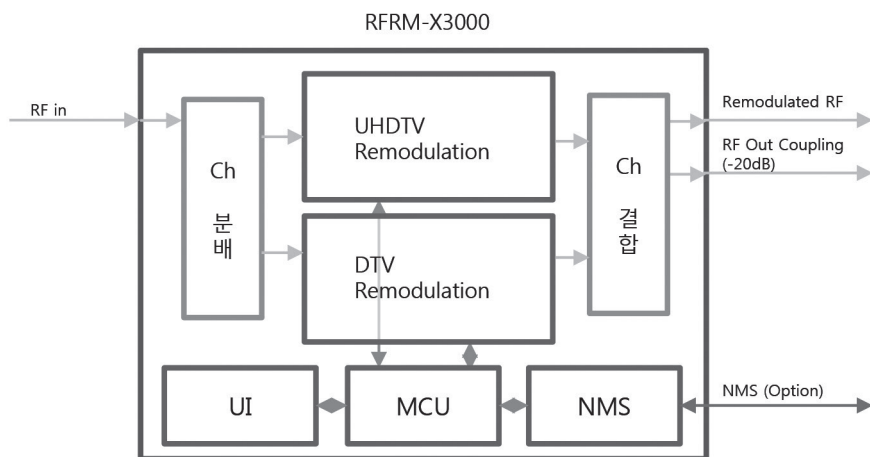 RFRM-X3000
RF in
Ch
분
배
UHDTV
Remodulation
DTV
Remodulation
Ch
결
합
Remodulated RF
RF Out Coupling
(-20dB)
UI
MCU
NMS
NMS (Option)